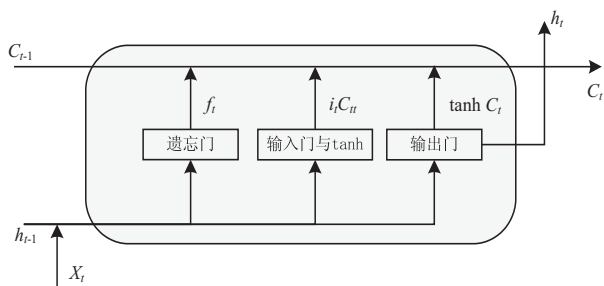 h_t
C_{t-1}
C_t
f_t
i_tC_{tt}
tanh C_t
遗忘门
输入门与tanh
输出门
h_{t-1}
X_t